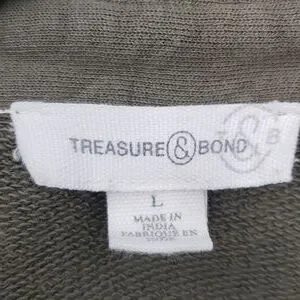 TREASURE & BOND
T & B
L
MADE IN
INDIA
FABRIQUE EN